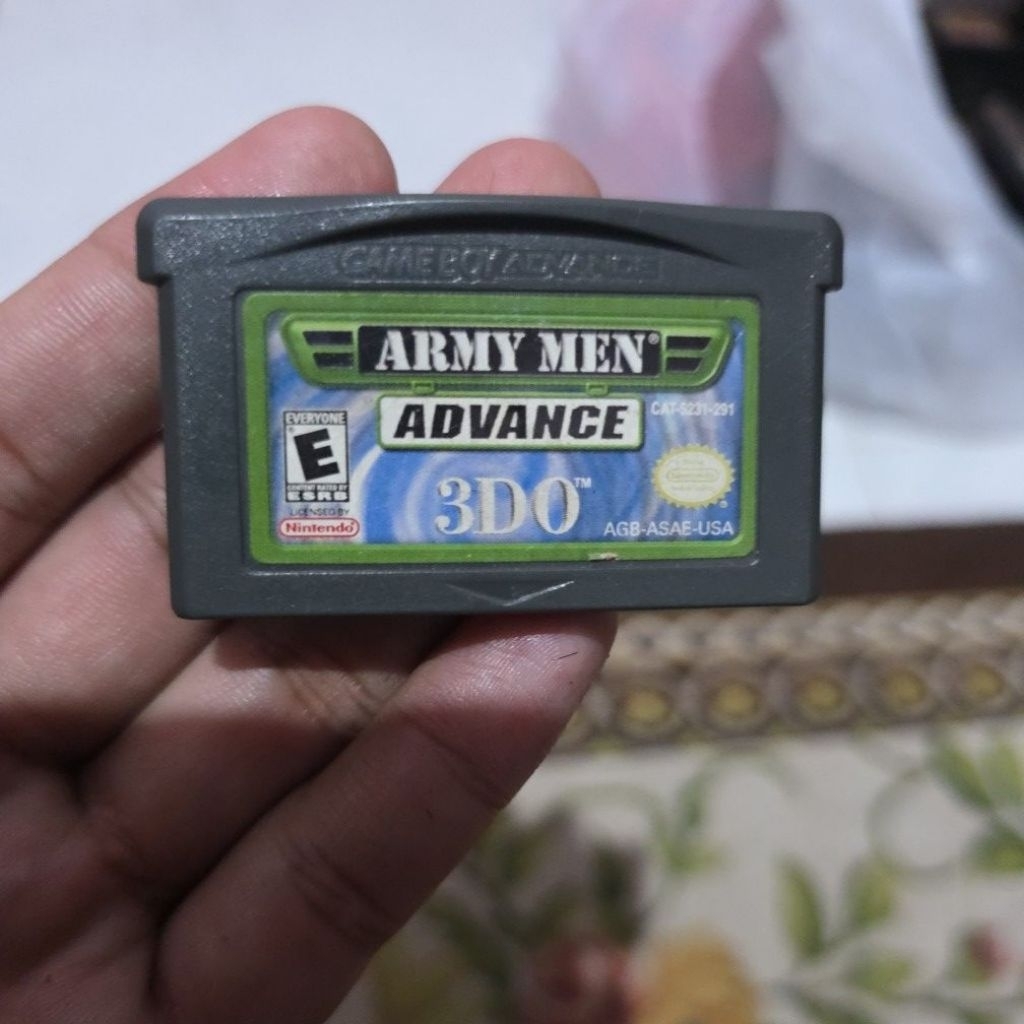 GAME BOY ADVANCE
ARMY MEN®
ADVANCE
CAT-5231-291
EVERYONE
E
CONTENT RATED BY
ESRB
3DO™
LICENSED BY
Nintendo®
AGB-ASAE-USA